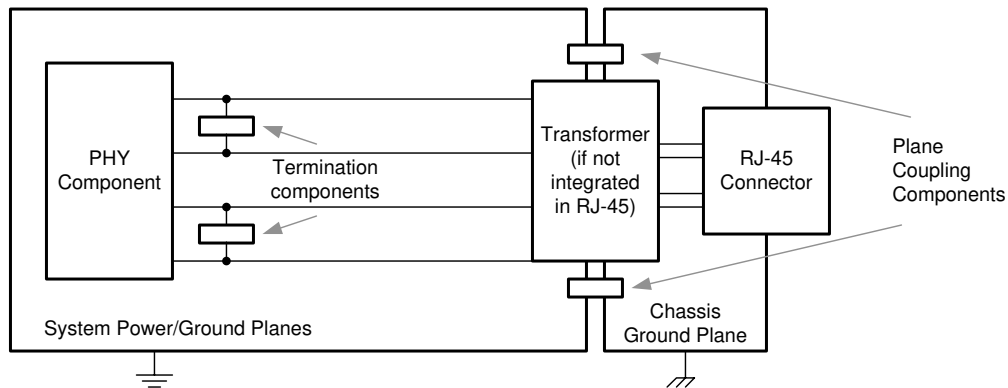 PHY
Component
Termination
components
Transformer
(if not
integrated
in RJ-45)
RJ-45
Connector
Plane
Coupling
Components
System Power/Ground Planes
Chassis
Ground Plane